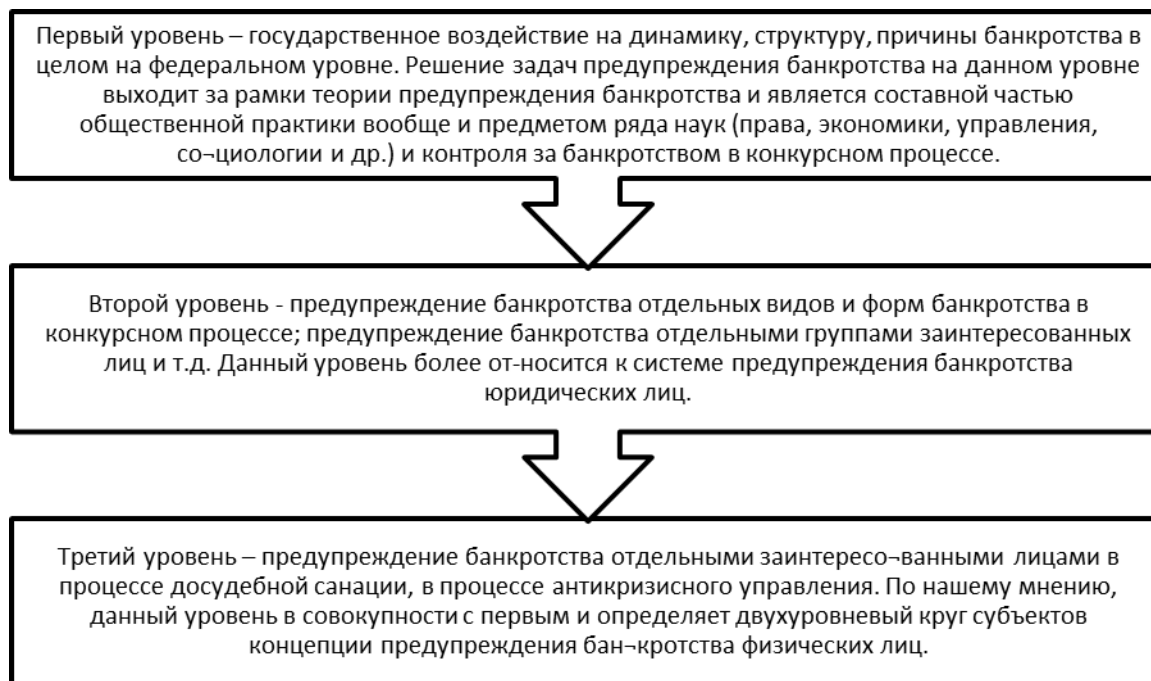 Первый уровень – государственное воздействие на динамику, структуру, причины банкротства в
целом на федеральном уровне. Решение задач предупреждения банкротства на данном уровне
выходит за рамки теории предупреждения банкротства и является составной частью
общественной практики вообще и предметом ряда наук (права, экономики, управления,
со¬циологии и др.) и контроля за банкротством в конкурсном процессе.
Второй уровень - предупреждение банкротства отдельных видов и форм банкротства в
конкурсном процессе; предупреждение банкротства отдельными группами заинтересованных
лиц и т.д. Данный уровень более от-носится к системе предупреждения банкротства
юридических лиц.
Третий уровень – предупреждение банкротства отдельными заинтересо¬ванными лицами в
процессе досудебной санации, в процессе антикризисного управления. По нашему мнению,
данный уровень в совокупности с первым и определяет двухуровневый круг субъектов
концепции предупреждения бан¬кротства физических лиц.